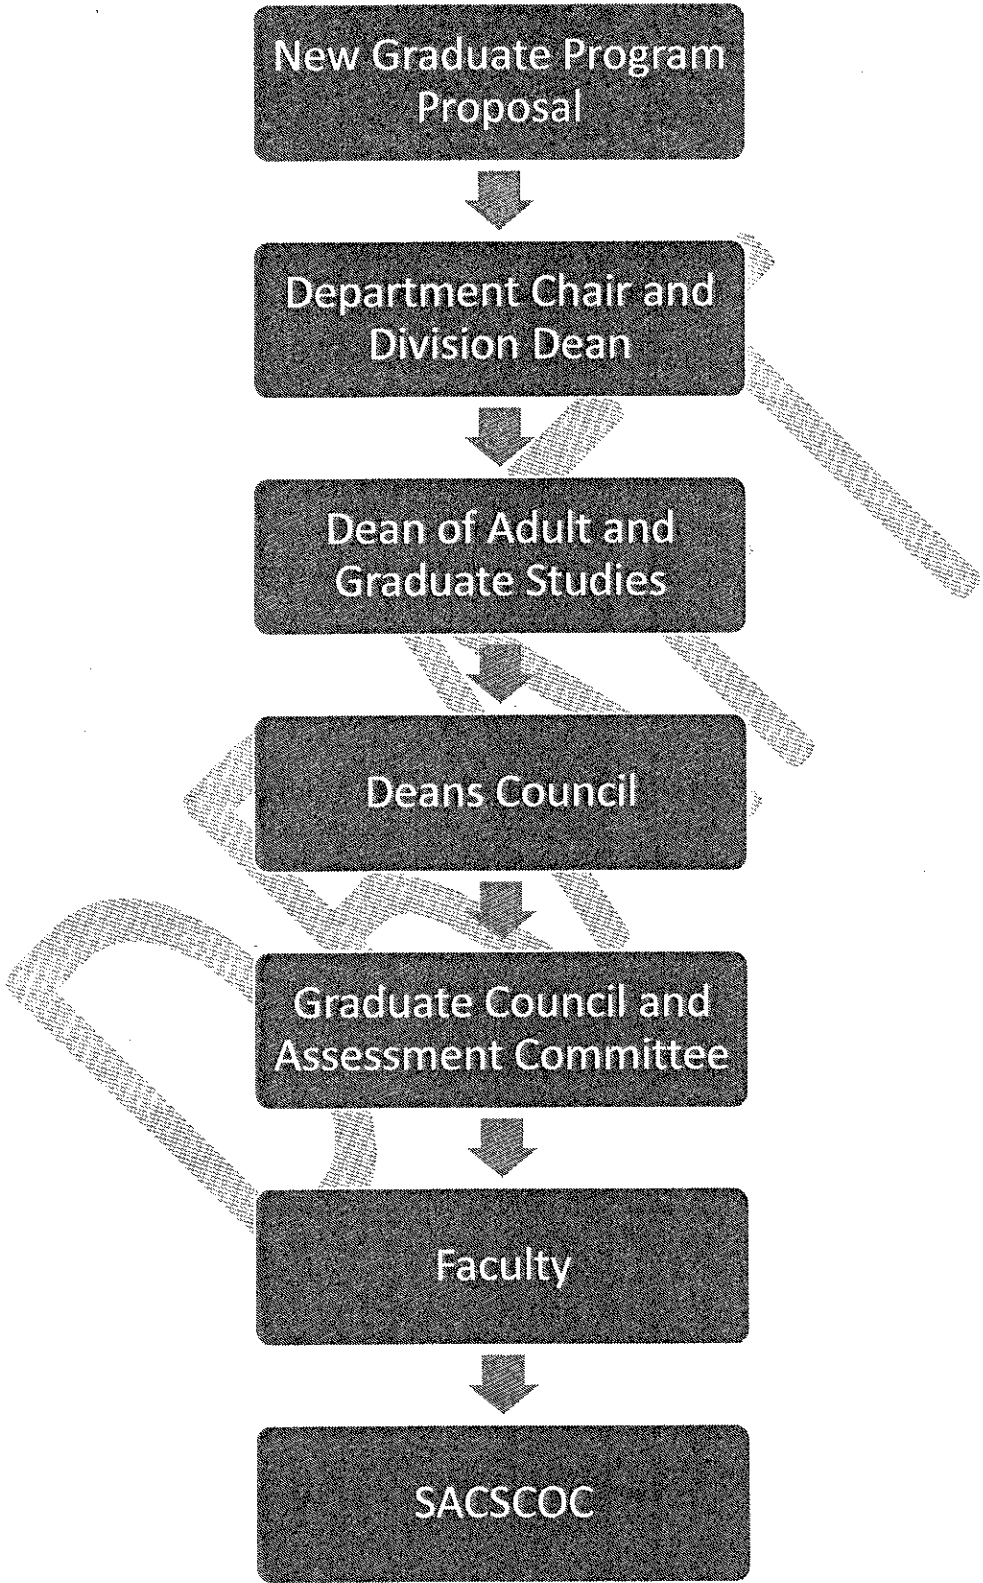 New Graduate Program
Proposal
Department Chair and
Division Dean
Dean of Adult and
Graduate Studies
Deans Council
Graduate Council and
Assessment Committee
Faculty
SACSCOC
DRAFT